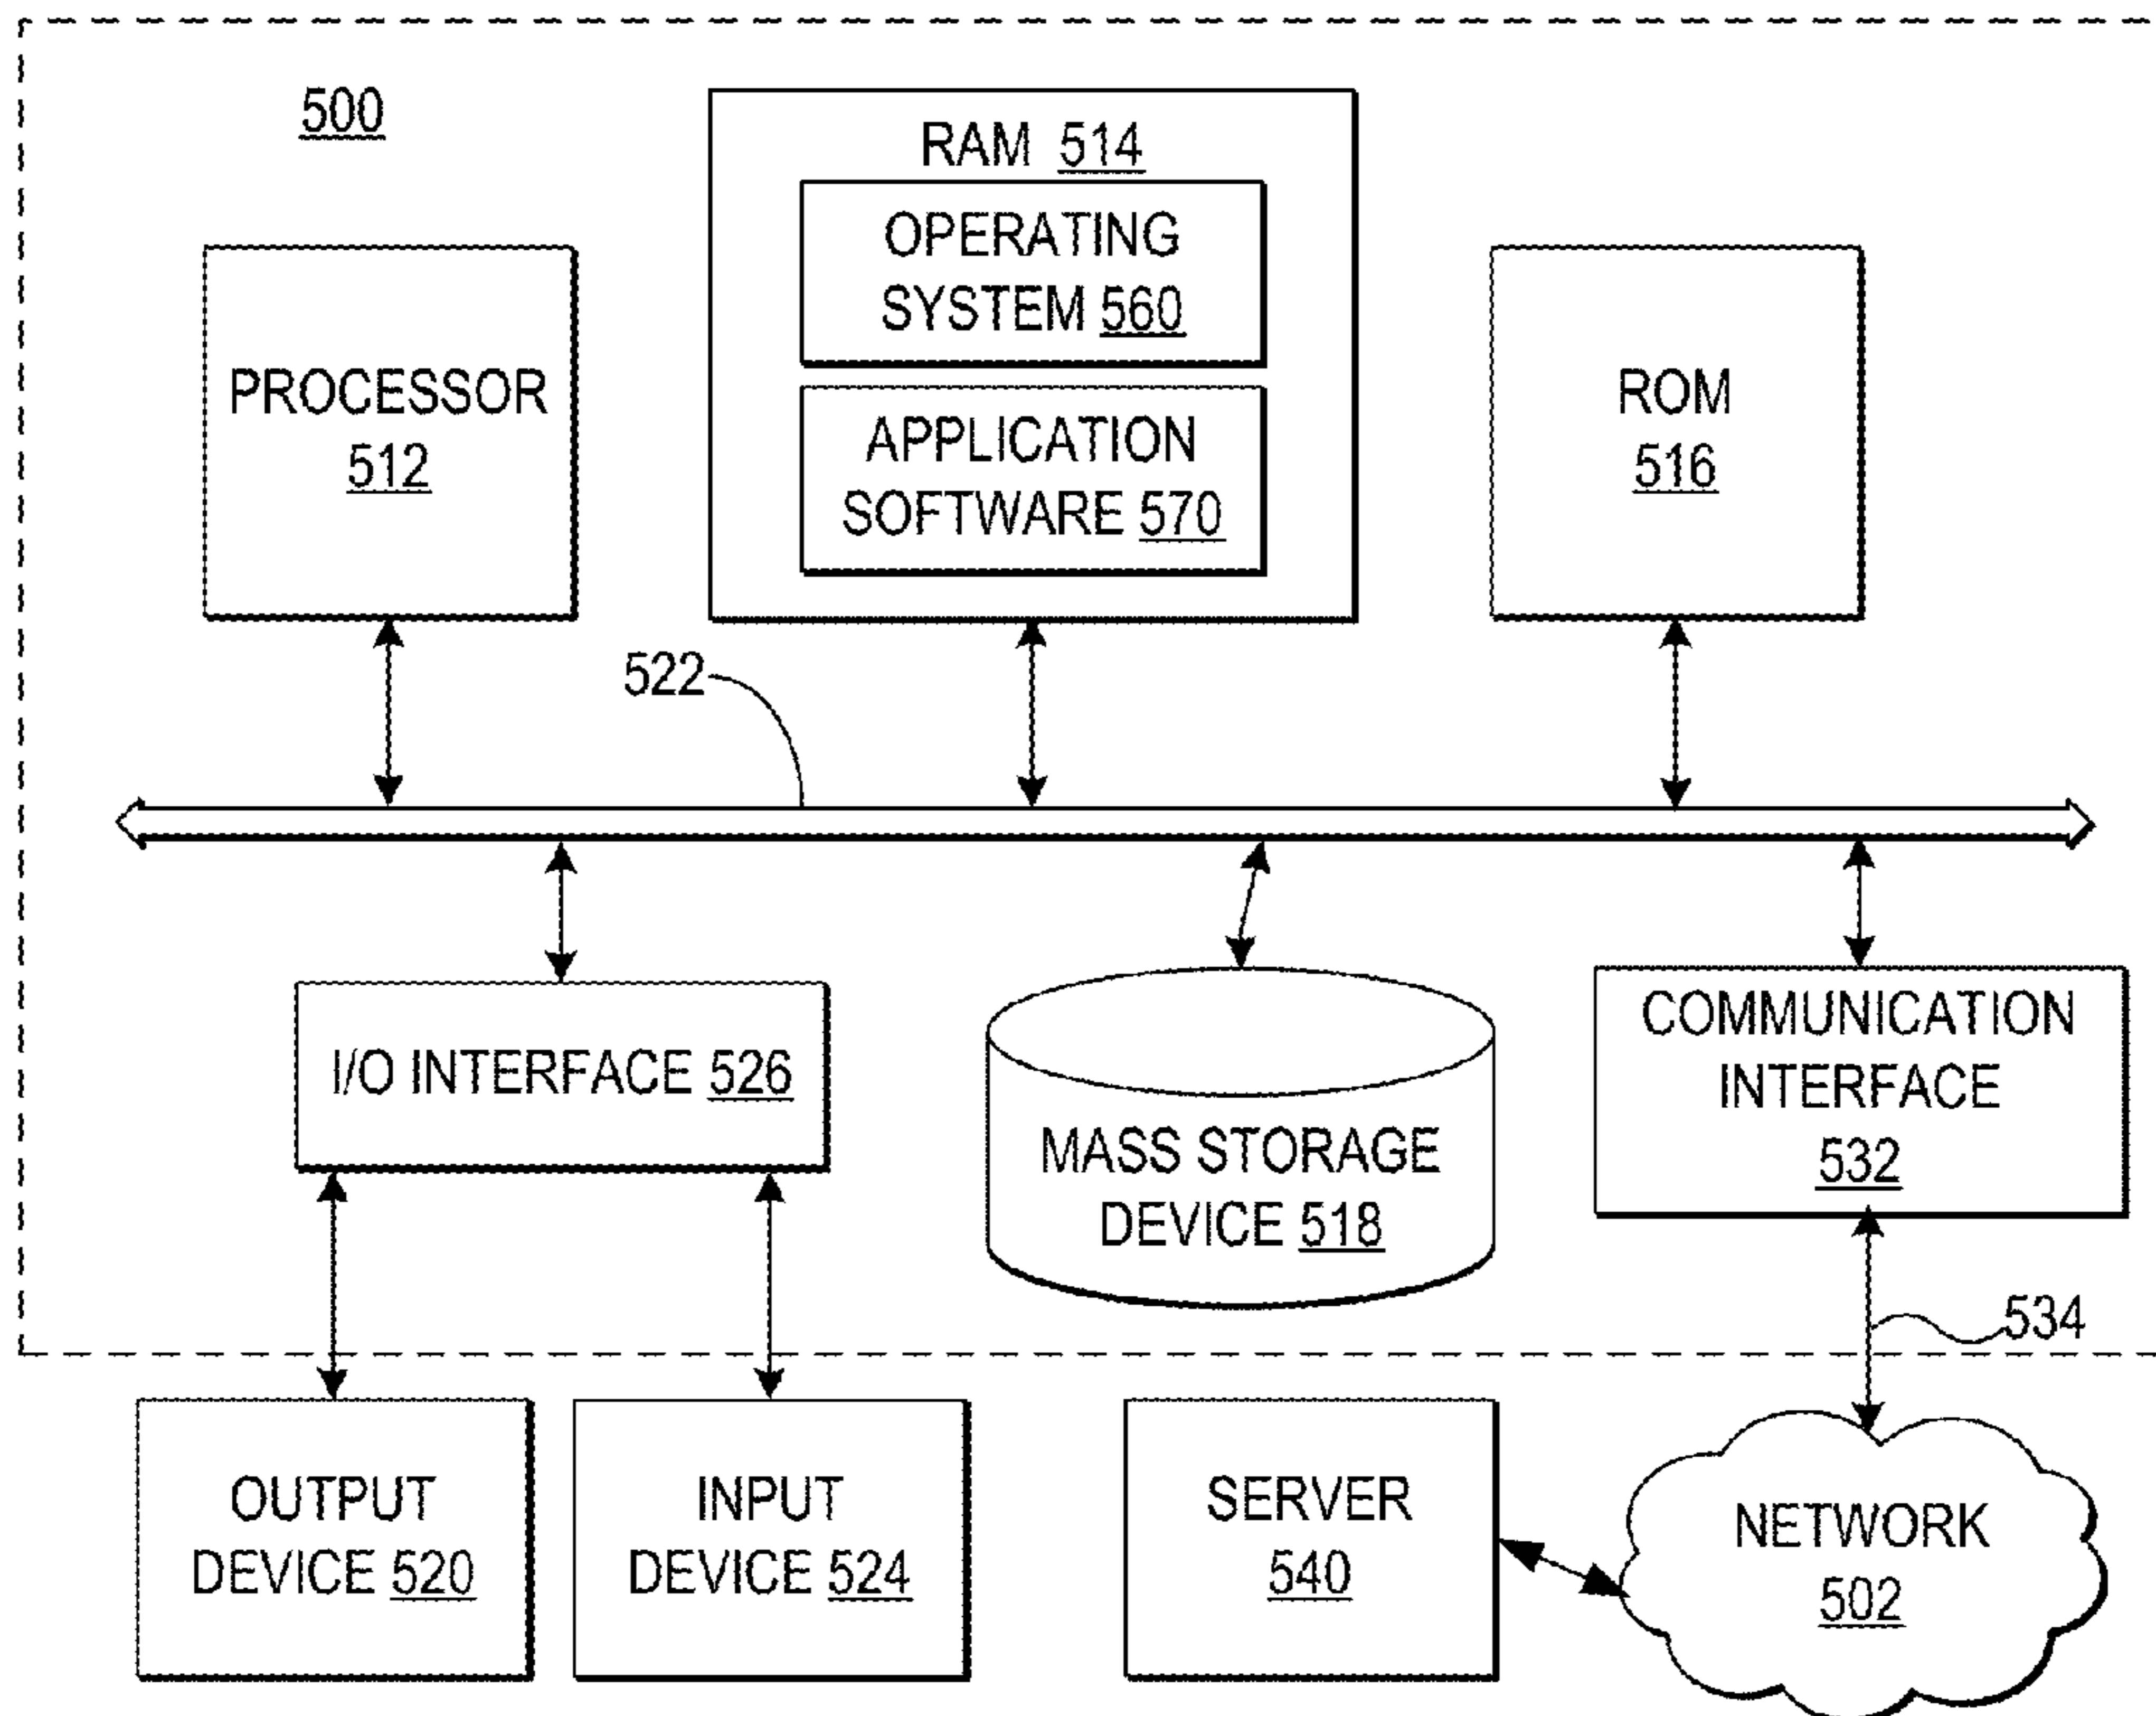 500
RAM 514
OPERATING
SYSTEM 560
APPLICATION
SOFTWARE 570
PROCESSOR
512
ROM
516
522
I/O INTERFACE 526
MASS STORAGE
DEVICE 518
COMMUNICATION
INTERFACE
532
534
OUTPUT
DEVICE 520
INPUT
DEVICE 524
SERVER
540
NETWORK
502